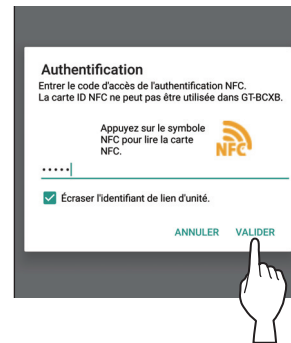 Authentification
Entrer le code d'accès de l'authentification NFC.
La carte ID NFC ne peut pas être utilisée dans GT-BCXB.
Appuyez sur le symbole
NFC pour lire la carte
NFC.
NFC
•••••
Écraser l'identifiant de lien d'unité.
ANNULER VALIDER